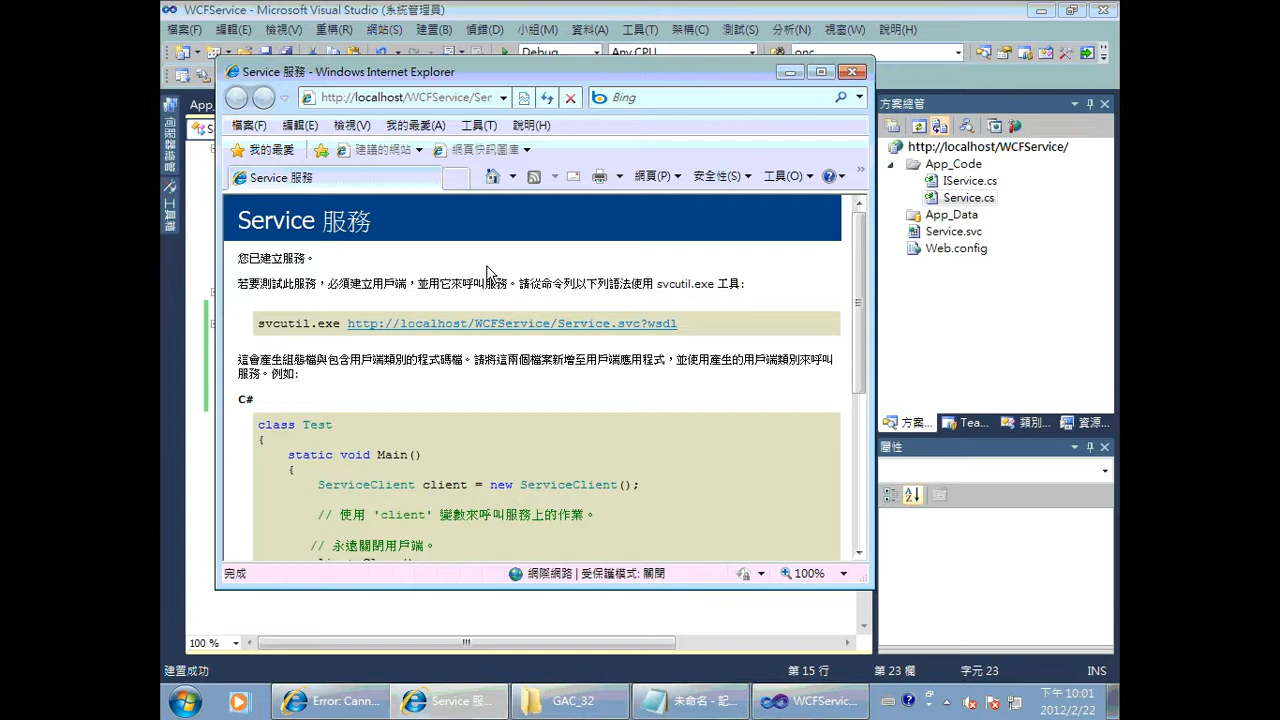 WCFService - Microsoft Visual Studio (系統管理員)
檔案(F) 編輯(E) 檢視(V) 重構(R) 網站(S) 建置(B) 偵錯(D) 小組(M) 資料(A) 工具(T) 架構(C) 測試(S) 分析(N) 視窗(W) 說明(H)
Debug Any CPU onc
Service 服務 - Windows Internet Explorer
http://localhost/WCFService/Ser Bing
檔案(F) 編輯(E) 檢視(V) 我的最愛(A) 工具(T) 說明(H)
我的最愛 建議的網站 網頁快訊圖庫
Service 服務 網頁(P) 安全性(S) 工具(O)
Service 服務
您已建立服務。
若要測試此服務，必須建立用戶端，並用它來呼叫服務。請從命令列以下列語法使用 svcutil.exe 工具:
svcutil.exe http://localhost/WCFService/Service.svc?wsdl
這會產生組態檔與包含用戶端類別的程式碼檔。請將這兩個檔案新增至用戶端應用程式，並使用產生的用戶端類別來呼叫
服務。例如:
C#
class Test
{
static void Main()
{
ServiceClient client = new ServiceClient();
// 使用 'client' 變數來呼叫服務上的作業。
// 永遠關閉用戶端。
完成 網際網路 | 受保護模式: 關閉 100%
App_
伺服器總管
工具箱
方案總管
http://localhost/WCFService/
App_Code
IService.cs
Service.cs
App_Data
Service.svc
Web.config
方案... Tea... 類別... 資源...
屬性
100 %
建置成功 第 15 行 第 23 欄 字元 23 INS
Error: Cann... Service 服... GAC_32 未命名 - 記... WCFServic...
下午 10:01
2012/2/22